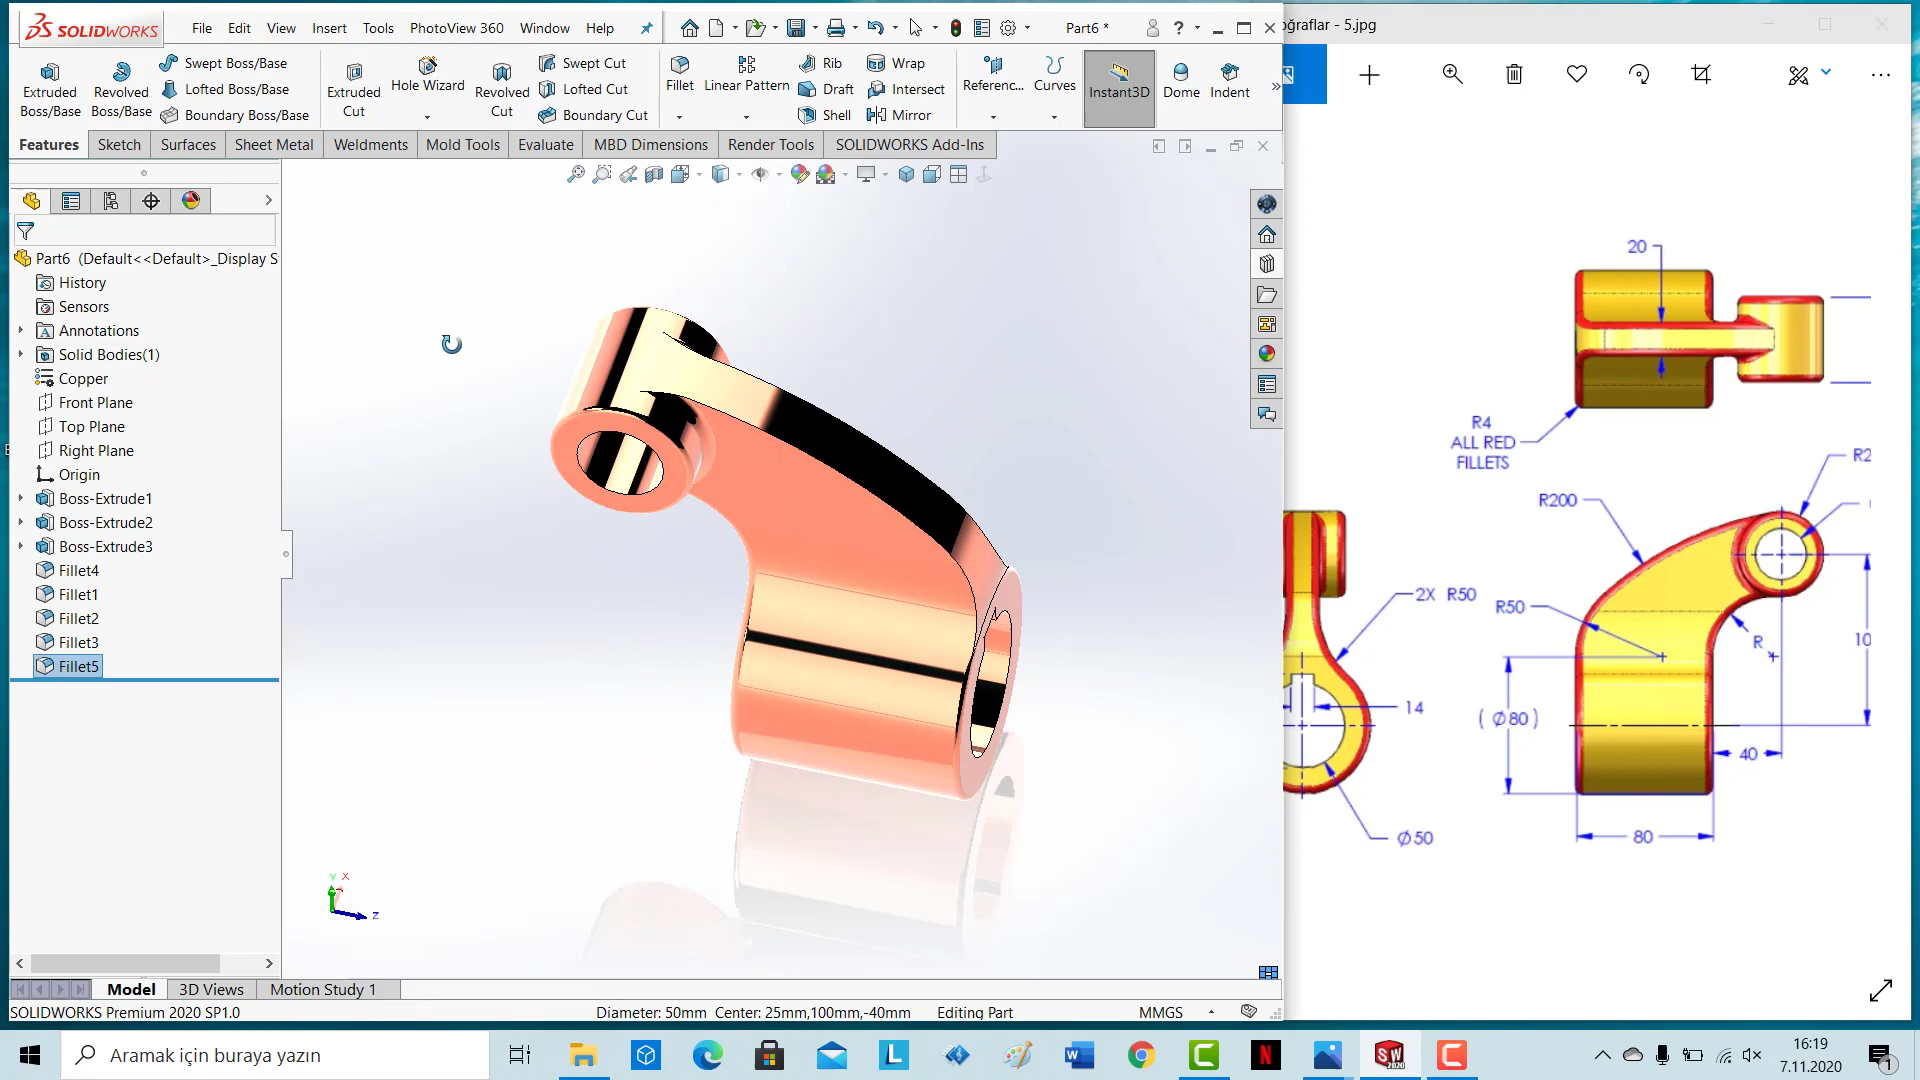 SOLIDWORKS
File Edit View Insert Tools PhotoView 360 Window Help
Part6 *
oğraflar - 5.jpg
Extruded Boss/Base
Revolved Boss/Base
Swept Boss/Base
Lofted Boss/Base
Boundary Boss/Base
Extruded Cut
Hole Wizard
Revolved Cut
Swept Cut
Lofted Cut
Boundary Cut
Fillet
Linear Pattern
Rib
Draft
Shell
Wrap
Intersect
Mirror
Referenc...
Curves
Instant3D
Dome
Indent
Features Sketch Surfaces Sheet Metal Weldments Mold Tools Evaluate MBD Dimensions Render Tools SOLIDWORKS Add-Ins
Part6 (Default<<Default>_Display S
History
Sensors
Annotations
Solid Bodies(1)
Copper
Front Plane
Top Plane
Right Plane
Origin
Boss-Extrude1
Boss-Extrude2
Boss-Extrude3
Fillet4
Fillet1
Fillet2
Fillet3
Fillet5
Y X
Z
20
R4
ALL RED
FILLETS
R2
R200
2X R50
R50
R
10
14
( Ø80 )
40
Ø50
80
Model 3D Views Motion Study 1
SOLIDWORKS Premium 2020 SP1.0
Diameter: 50mm Center: 25mm,100mm,-40mm
Editing Part
MMGS
Aramak için buraya yazın
16:19
7.11.2020
1